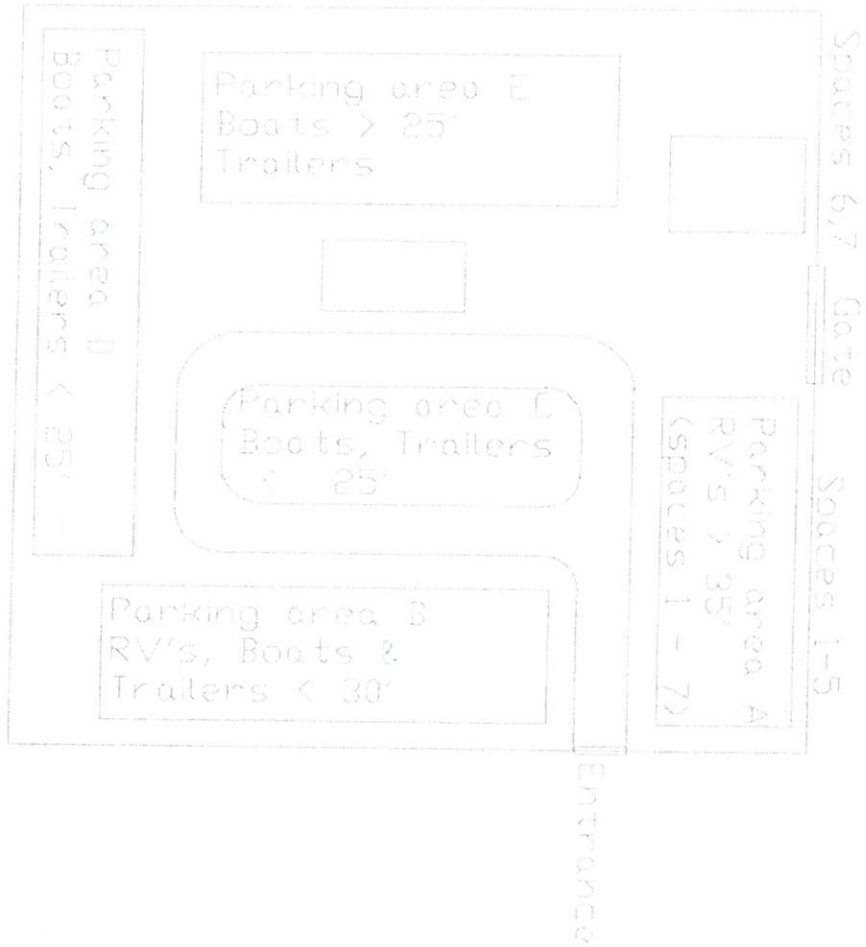 Spaces 6,7
Gate
Spaces 1-5
Parking area E
Boats > 25'
Trailers
Parking area D
Boats, Trailers < 25'
Parking area C
Boats, Trailers
< 25'
Parking area A
RV's > 35'
(spaces 1 - 7)
Parking area B
RV's, Boats &
Trailers < 30'
Entrance